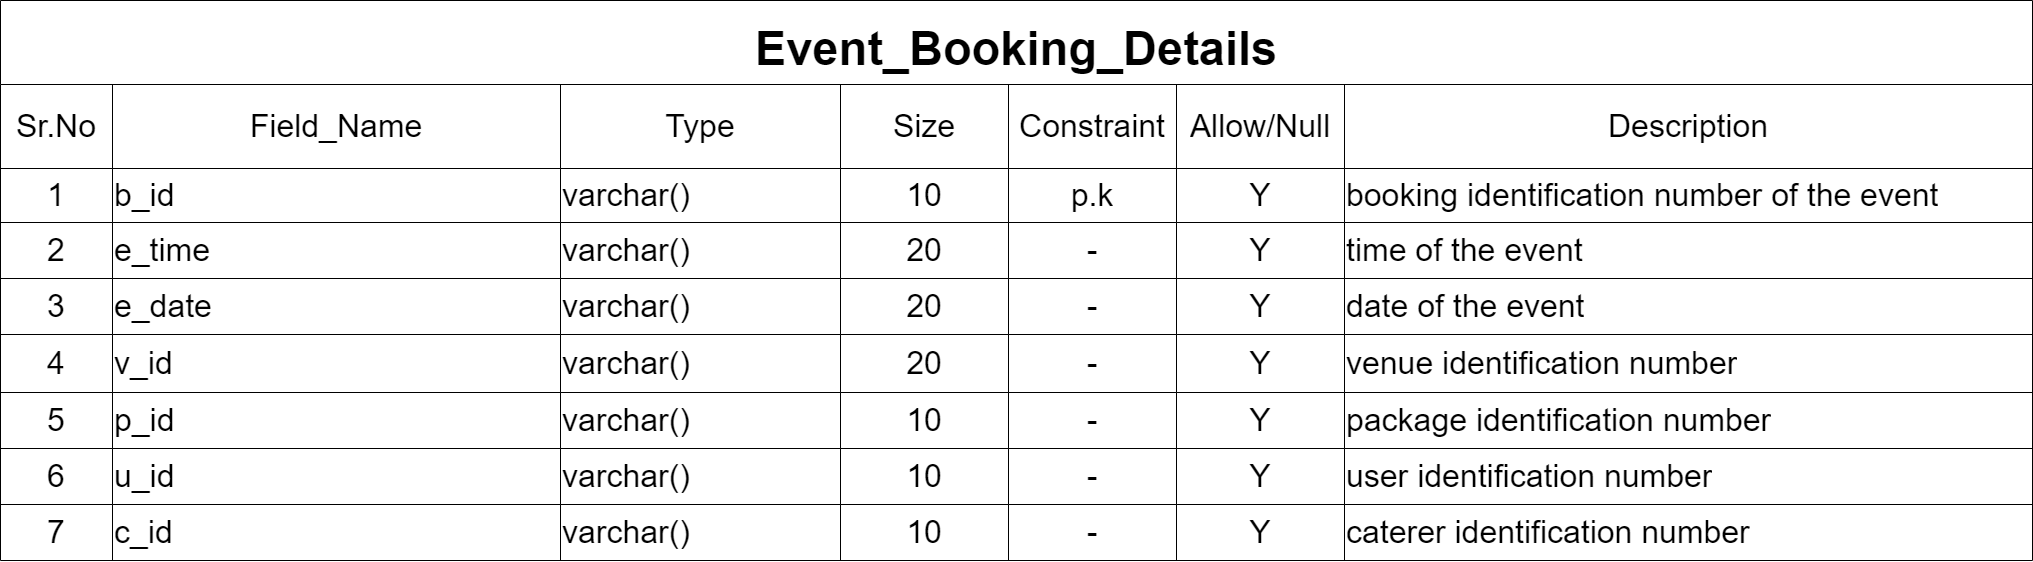 Event_Booking_Details
Sr.No Field_Name Type Size Constraint Allow/Null Description
1 b_id varchar() 10 p.k Y booking identification number of the event
2 e_time varchar() 20 - Y time of the event
3 e_date varchar() 20 - Y date of the event
4 v_id varchar() 20 - Y venue identification number
5 p_id varchar() 10 - Y package identification number
6 u_id varchar() 10 - Y user identification number
7 c_id varchar() 10 - Y caterer identification number